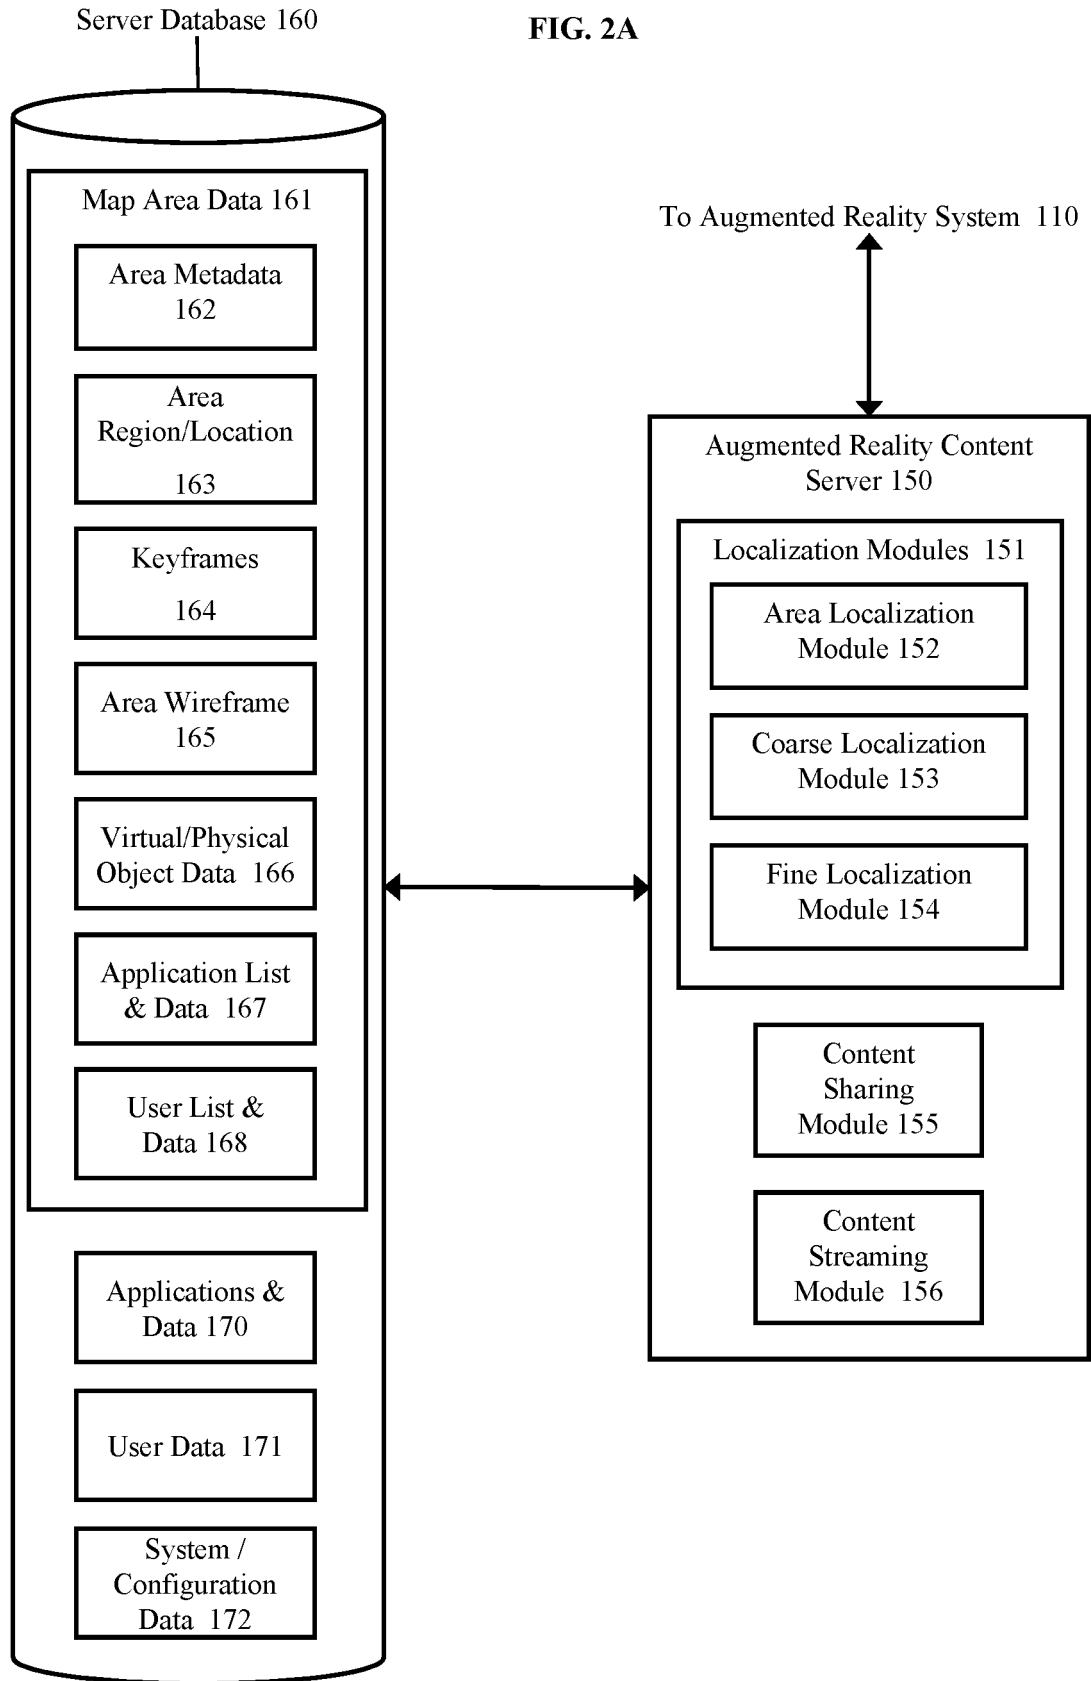 Server Database 160
FIG. 2A
Map Area Data 161
Area Metadata
162
Area
Region/Location
163
Keyframes
164
Area Wireframe
165
Virtual/Physical
Object Data 166
Application List
& Data 167
User List &
Data 168
Applications &
Data 170
User Data 171
System /
Configuration
Data 172
To Augmented Reality System 110
Augmented Reality Content
Server 150
Localization Modules 151
Area Localization
Module 152
Coarse Localization
Module 153
Fine Localization
Module 154
Content
Sharing
Module 155
Content
Streaming
Module 156